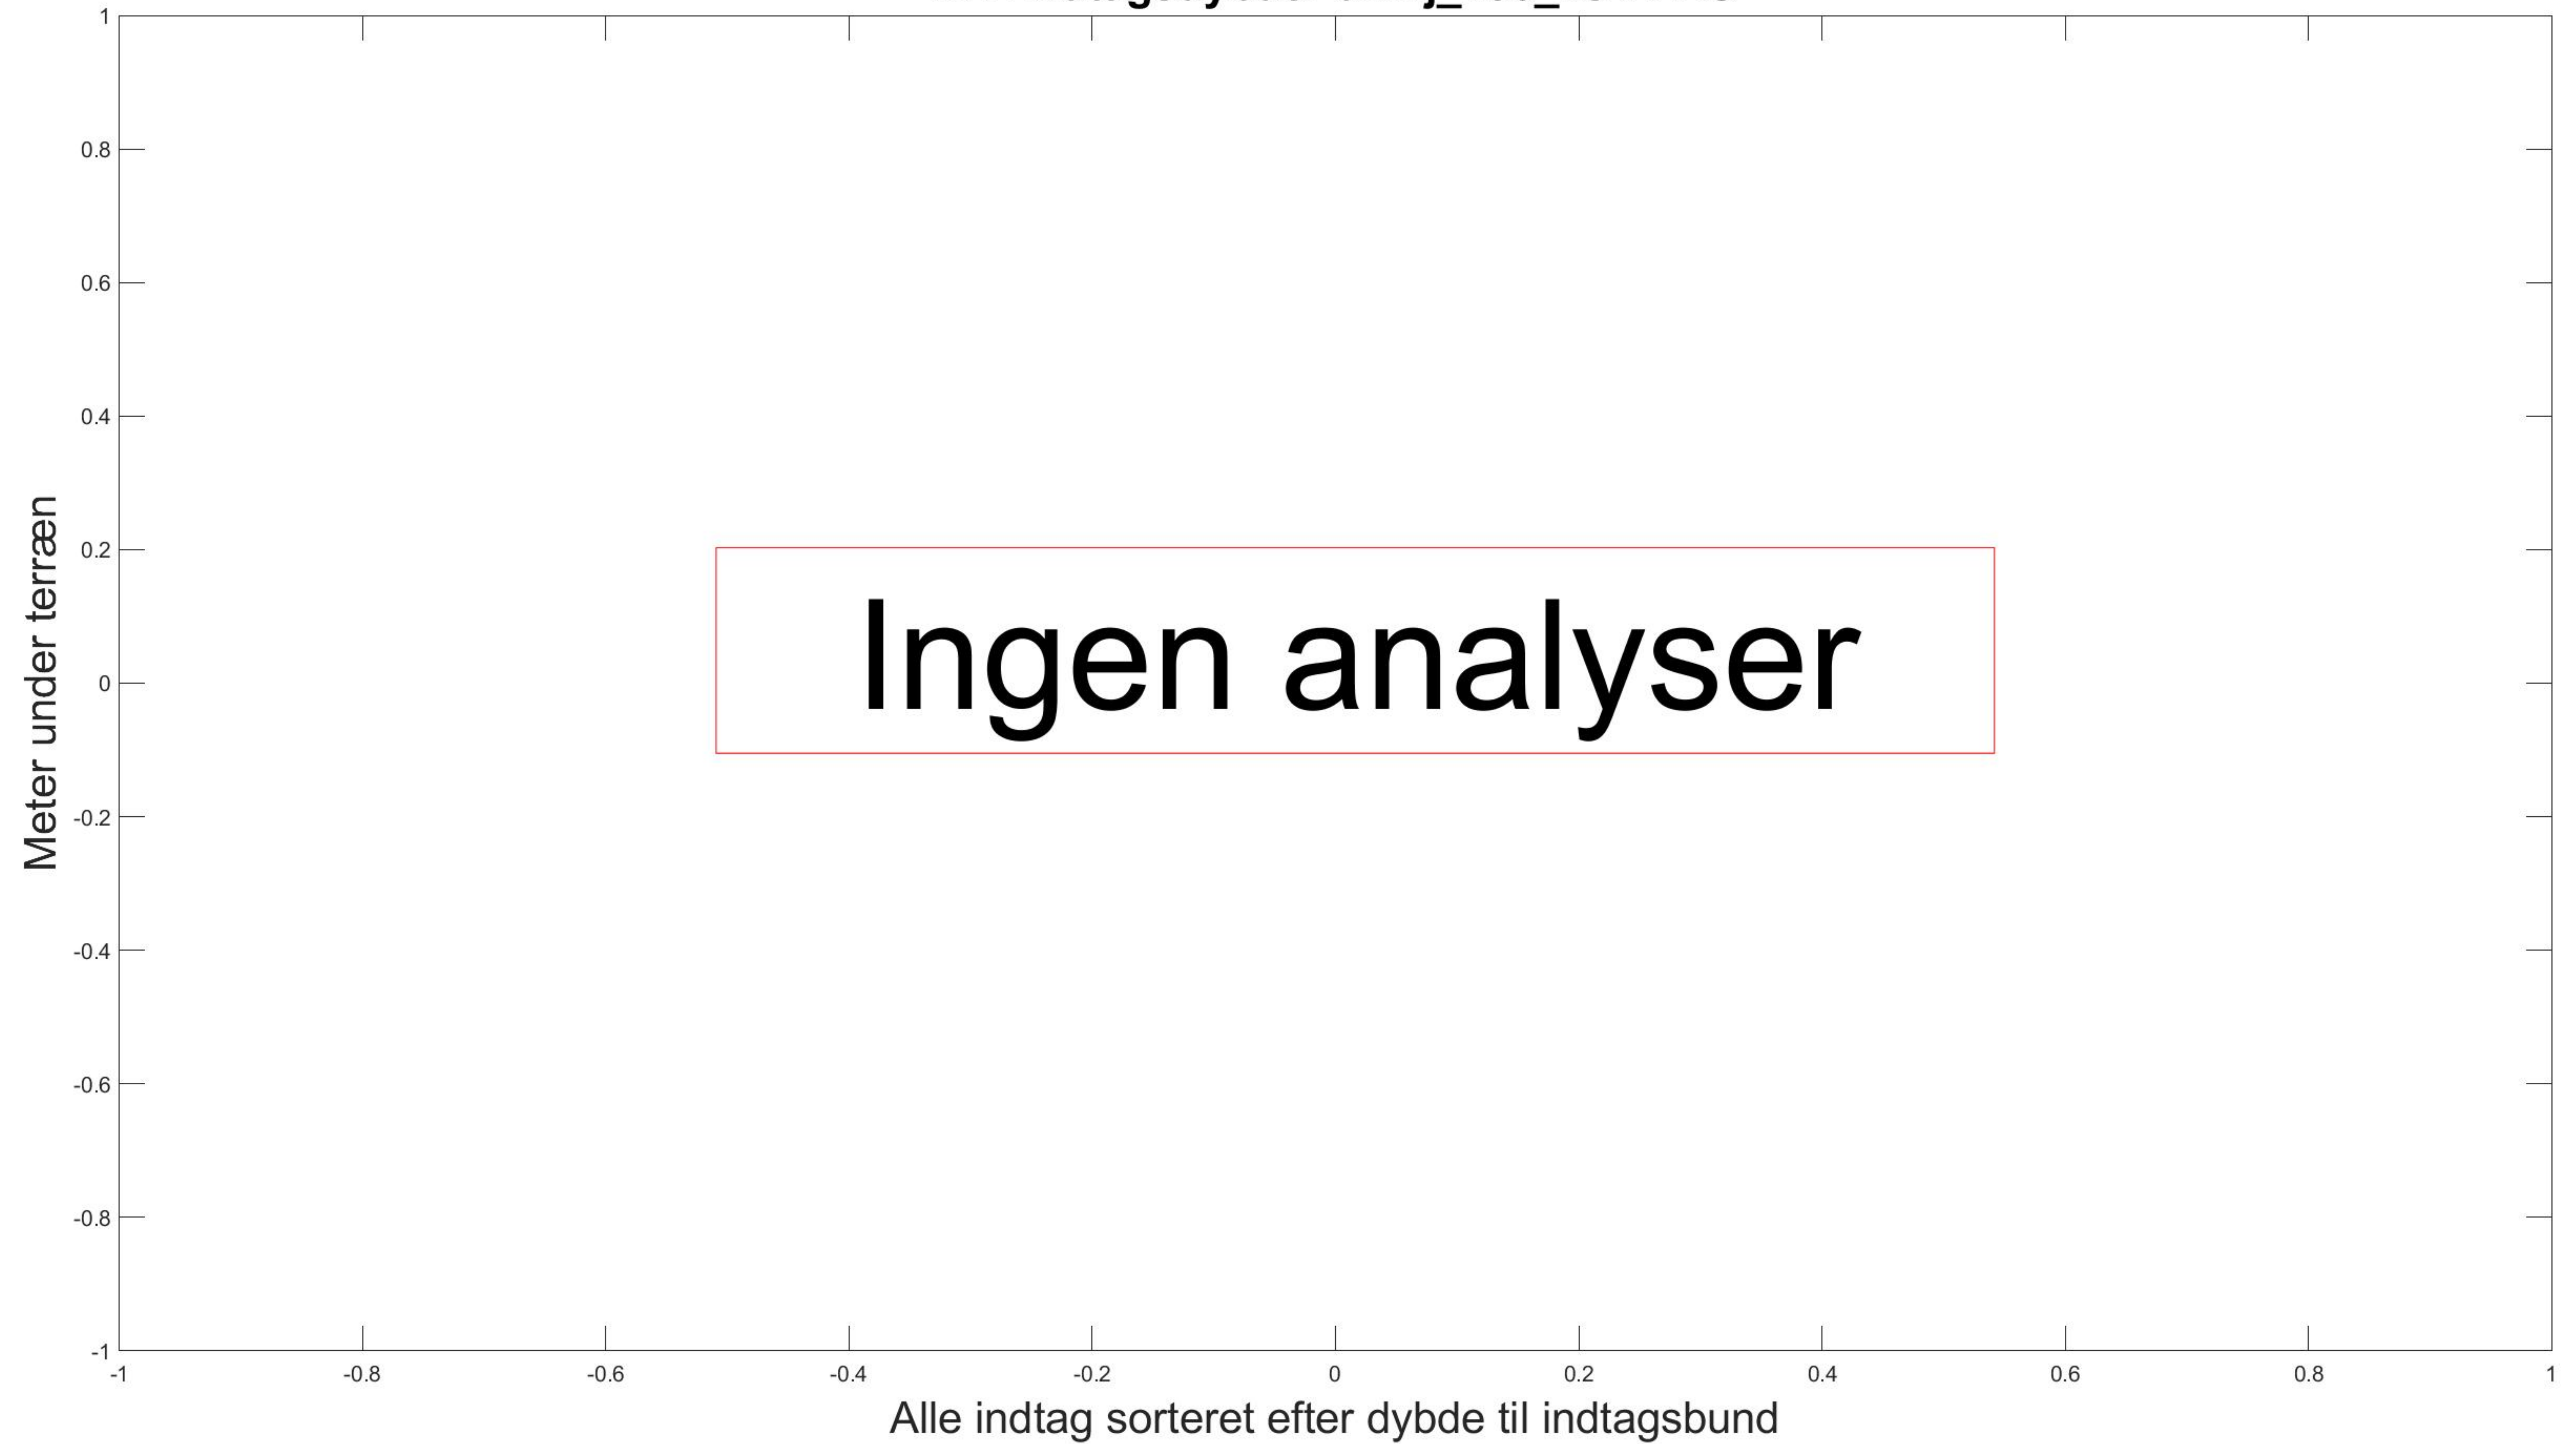 1
0.8
0.6
0.4
0.2
0
-0.2
-0.4
-0.6
-0.8
-1
Meter under terræn
Ingen analyser
-1 -0.8 -0.6 -0.4 -0.2 0 0.2 0.4 0.6 0.8 1
Alle indtag sorteret efter dybde til indtagsbund